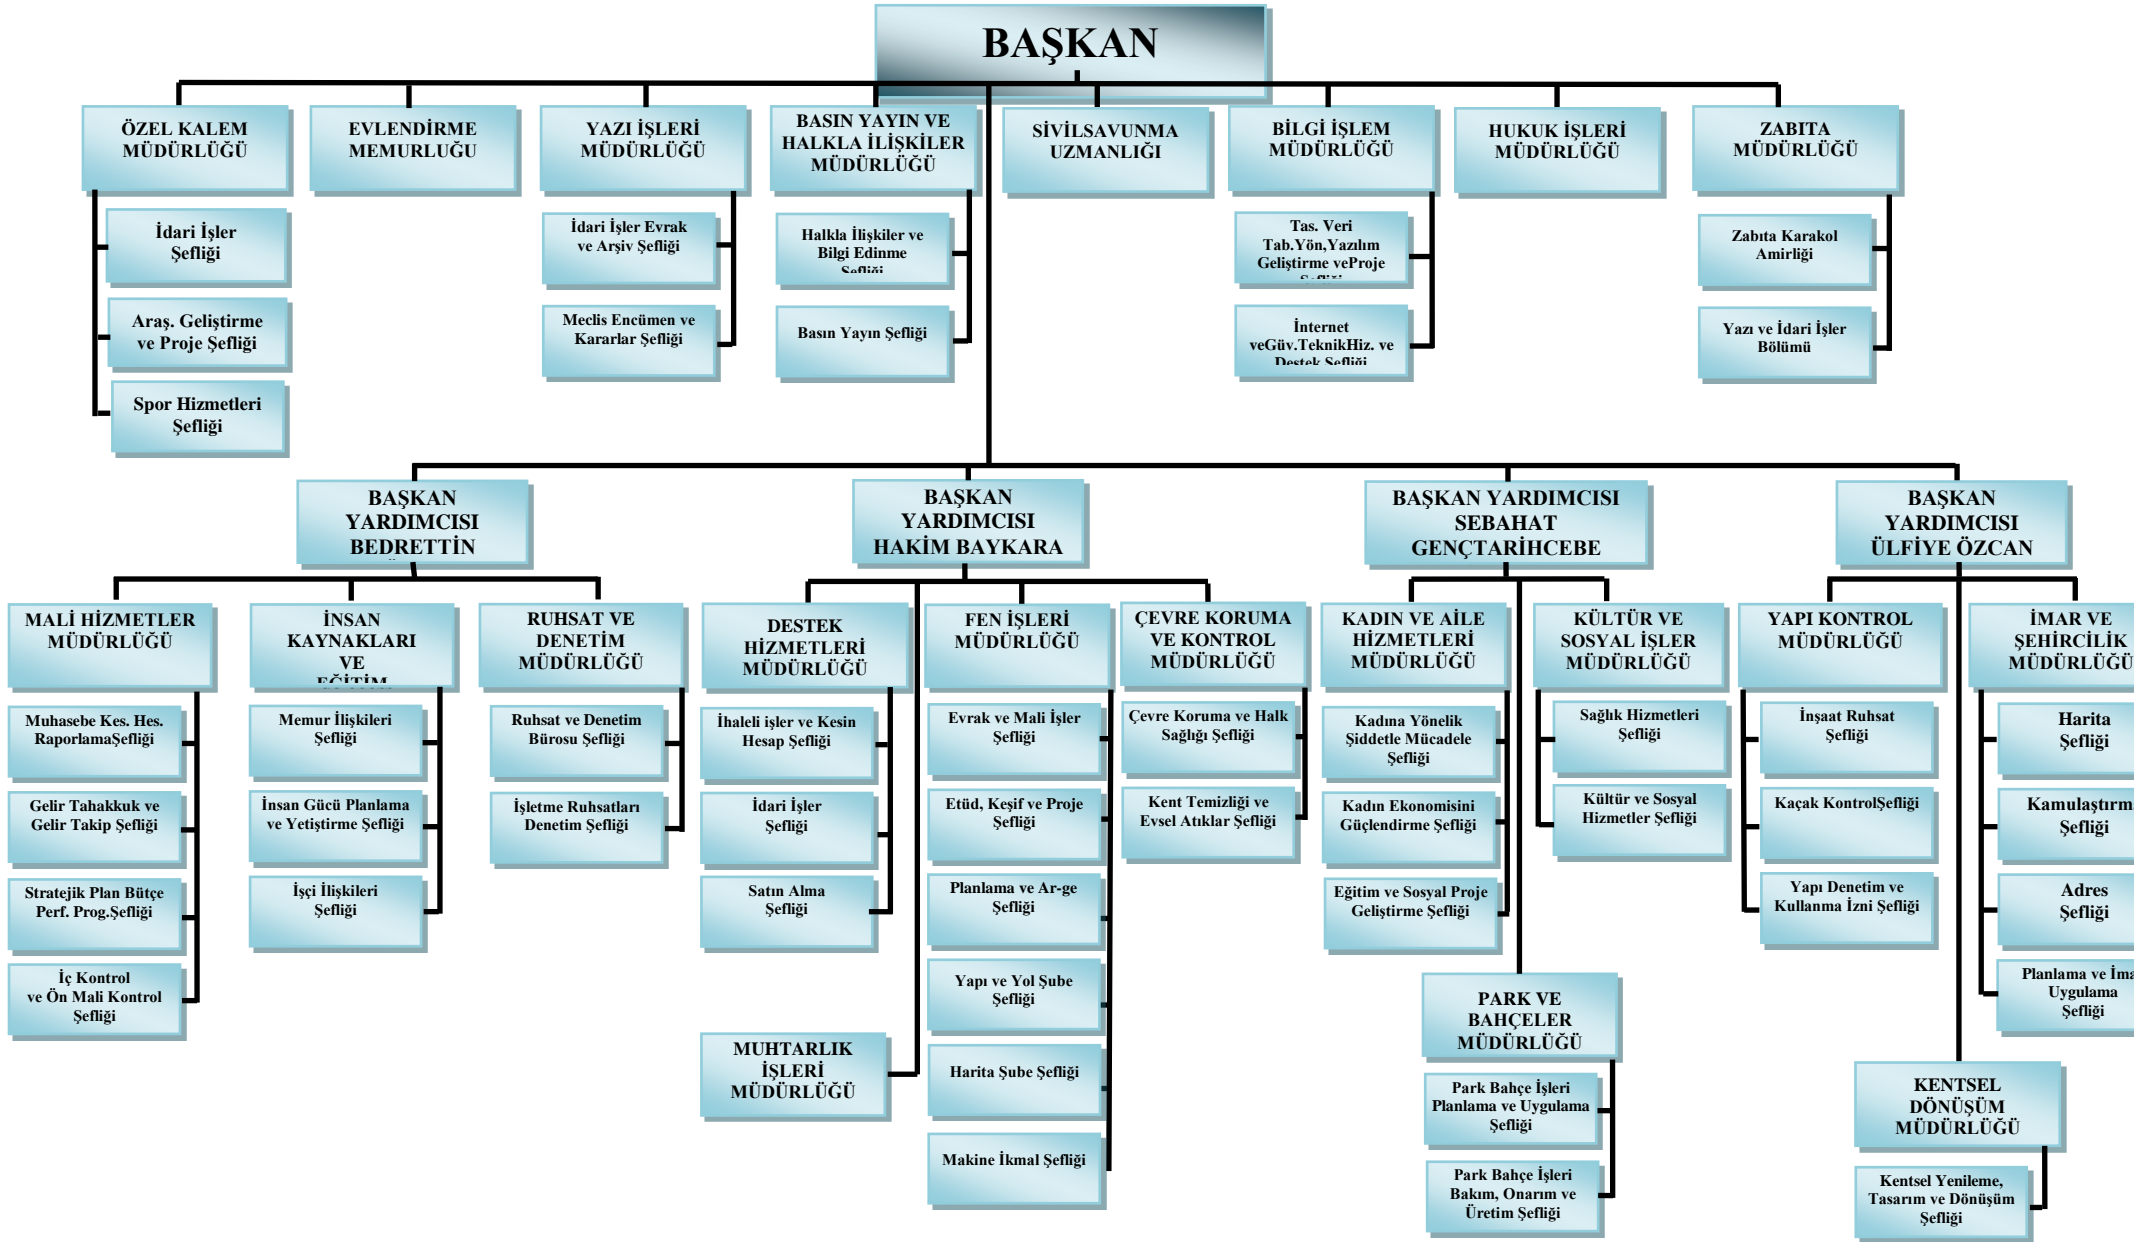 BAŞKAN
ÖZEL KALEM
MÜDÜRLÜĞÜ
EVLENDİRME
MEMURLUĞU
YAZI İŞLERİ
MÜDÜRLÜĞÜ
BASIN YAYIN VE
HALKLA İLİŞKİLER
MÜDÜRLÜĞÜ
SİVİLSAVUNMA
UZMANLIĞI
BİLGİ İŞLEM
MÜDÜRLÜĞÜ
HUKUK İŞLERİ
MÜDÜRLÜĞÜ
ZABITA
MÜDÜRLÜĞÜ
İdari İşler
Şefliği
Araş. Geliştirme
ve Proje Şefliği
Spor Hizmetleri
Şefliği
İdari İşler Evrak
ve Arşiv Şefliği
Meclis Encümen ve
Kararlar Şefliği
Halkla İlişkiler ve
Bilgi Edinme
Şefliği
Basın Yayın Şefliği
Tas. Veri
Tab.Yön,Yazılım
Geliştirme veProje
İnternet
veGüv.TeknikHiz. ve
Destek Şefliği
Zabıta Karakol
Amirliği
Yazı ve İdari İşler
Bölümü
BAŞKAN
YARDIMCISI
BEDRETTİN
BAŞKAN
YARDIMCISI
HAKİM BAYKARA
BAŞKAN YARDIMCISI
SEBAHAT
GENÇTARİHCEBE
BAŞKAN
YARDIMCISI
ÜLFİYE ÖZCAN
MALİ HİZMETLER
MÜDÜRLÜĞÜ
Muhasebe Kes. Hes.
RaporlamaŞefliği
Gelir Tahakkuk ve
Gelir Takip Şefliği
Stratejik Plan Bütçe
Perf. Prog.Şefliği
İç Kontrol
ve Ön Mali Kontrol
Şefliği
İNSAN
KAYNAKLARI
VE
EĞİTİM
Memur İlişkileri
Şefliği
İnsan Gücü Planlama
ve Yetiştirme Şefliği
İşçi İlişkileri
Şefliği
RUHSAT VE
DENETİM
MÜDÜRLÜĞÜ
Ruhsat ve Denetim
Bürosu Şefliği
İşletme Ruhsatları
Denetim Şefliği
DESTEK
HİZMETLERİ
MÜDÜRLÜĞÜ
İhaleli işler ve Kesin
Hesap Şefliği
İdari İşler
Şefliği
Satın Alma
Şefliği
MUHTARLIK
İŞLERİ
MÜDÜRLÜĞÜ
FEN İŞLERİ
MÜDÜRLÜĞÜ
Evrak ve Mali İşler
Şefliği
Etüd, Keşif ve Proje
Şefliği
Planlama ve Ar-ge
Şefliği
Yapı ve Yol Şube
Şefliği
Harita Şube Şefliği
Makine İkmal Şefliği
ÇEVRE KORUMA
VE KONTROL
MÜDÜRLÜĞÜ
Çevre Koruma ve Halk
Sağlığı Şefliği
Kent Temizliği ve
Evsel Atıklar Şefliği
KADIN VE AİLE
HİZMETLERİ
MÜDÜRLÜĞÜ
Kadına Yönelik
Şiddetle Mücadele
Şefliği
Kadın Ekonomisini
Güçlendirme Şefliği
Eğitim ve Sosyal Proje
Geliştirme Şefliği
PARK VE
BAHÇELER
MÜDÜRLÜĞÜ
Park Bahçe İşleri
Planlama ve Uygulama
Şefliği
Park Bahçe İşleri
Bakım, Onarım ve
Üretim Şefliği
KÜLTÜR VE
SOSYAL İŞLER
MÜDÜRLÜĞÜ
Sağlık Hizmetleri
Şefliği
Kültür ve Sosyal
Hizmetler Şefliği
YAPI KONTROL
MÜDÜRLÜĞÜ
İnşaat Ruhsat
Şefliği
Kaçak KontrolŞefliği
Yapı Denetim ve
Kullanma İzni Şefliği
İMAR VE
ŞEHİRCİLİK
MÜDÜRLÜĞÜ
Harita
Şefliği
Kamulaştırm
Şefliği
Adres
Şefliği
Planlama ve İma
Uygulama
Şefliği
KENTSEL
DÖNÜŞÜM
MÜDÜRLÜĞÜ
Kentsel Yenileme,
Tasarım ve Dönüşüm
Şefliği